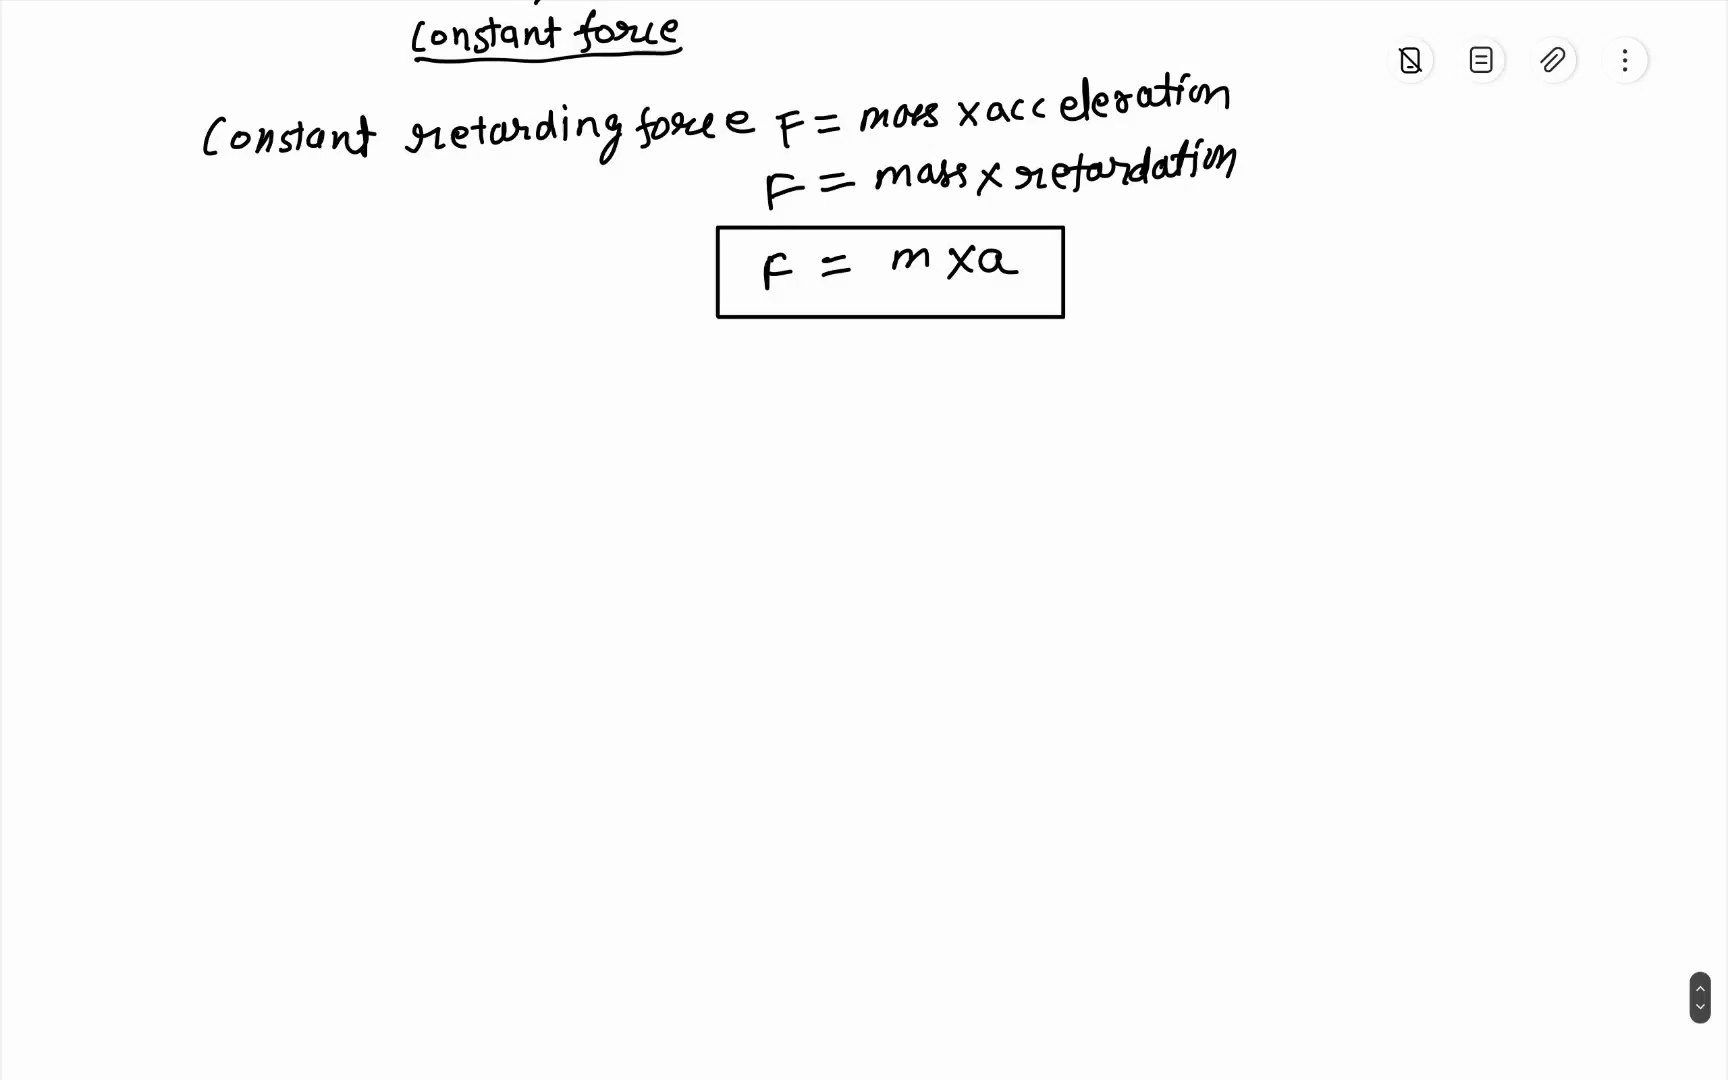 Constant force
Constant retarding force F = mass x acceleration
F = mass x retardation
F = m x a